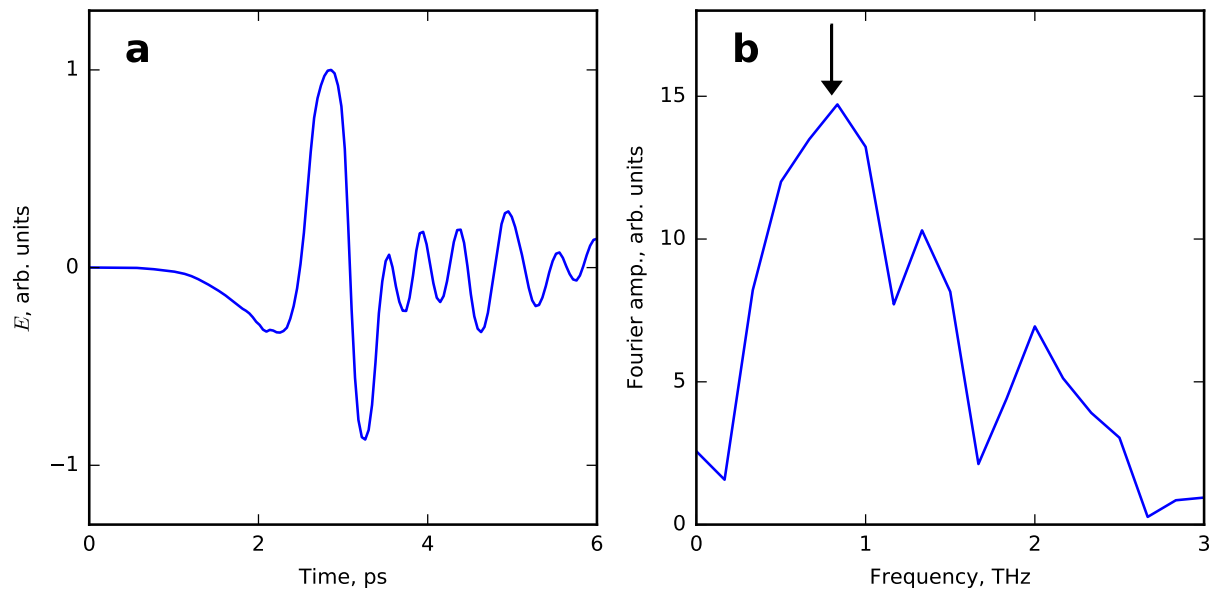 a
1
0
−1
E, arb. units
0 2 4 6
Time, ps
b
15
10
5
0
Fourier amp., arb. units
0 1 2 3
Frequency, THz